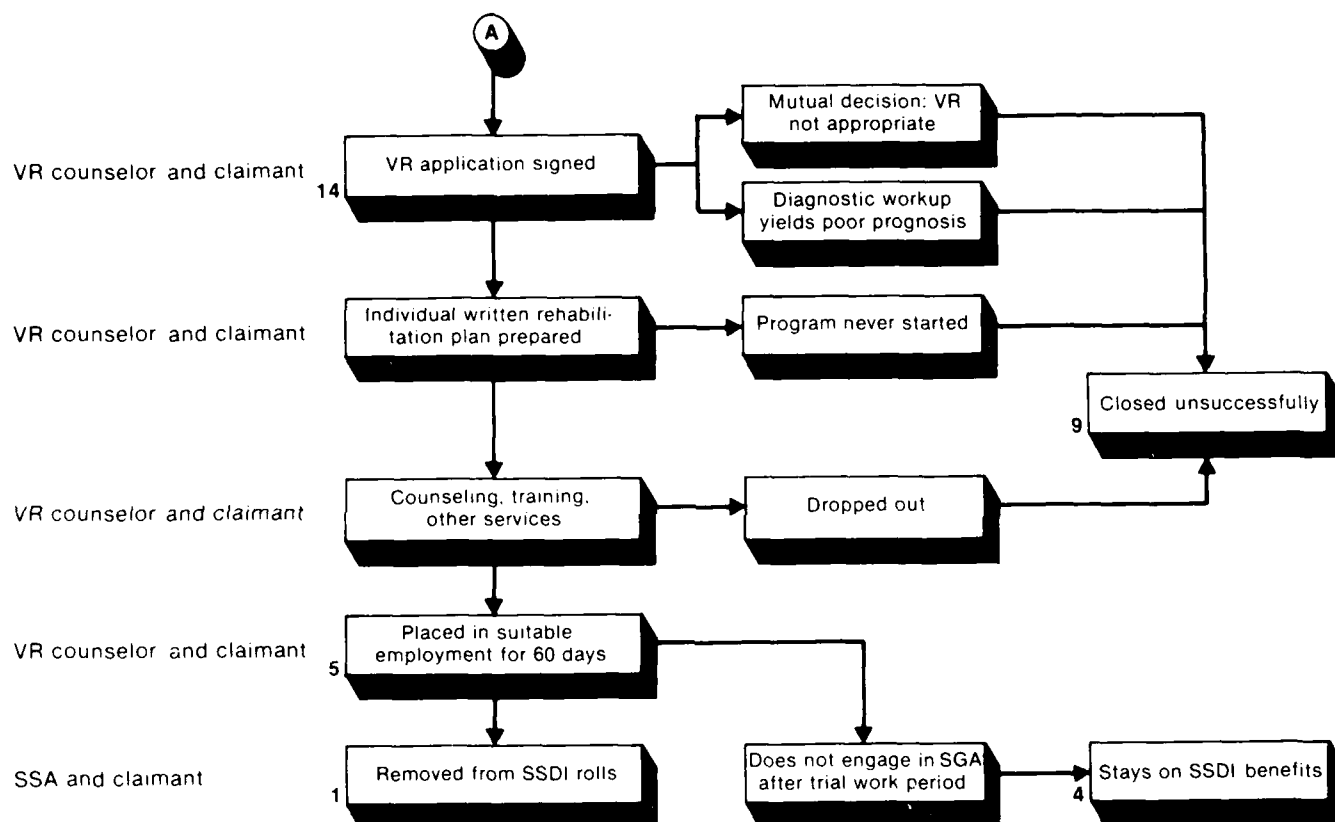 A
Mutual decision: VR
not appropriate
VR counselor and claimant
14
VR application signed
Diagnostic workup
yields poor prognosis
VR counselor and claimant
Individual written rehabili-
tation plan prepared
Program never started
9
Closed unsuccessfully
VR counselor and claimant
Counseling, training,
other services
Dropped out
VR counselor and claimant
5
Placed in suitable
employment for 60 days
SSA and claimant
1
Removed from SSDI rolls
Does not engage in SGA
after trial work period
4
Stays on SSDI benefits